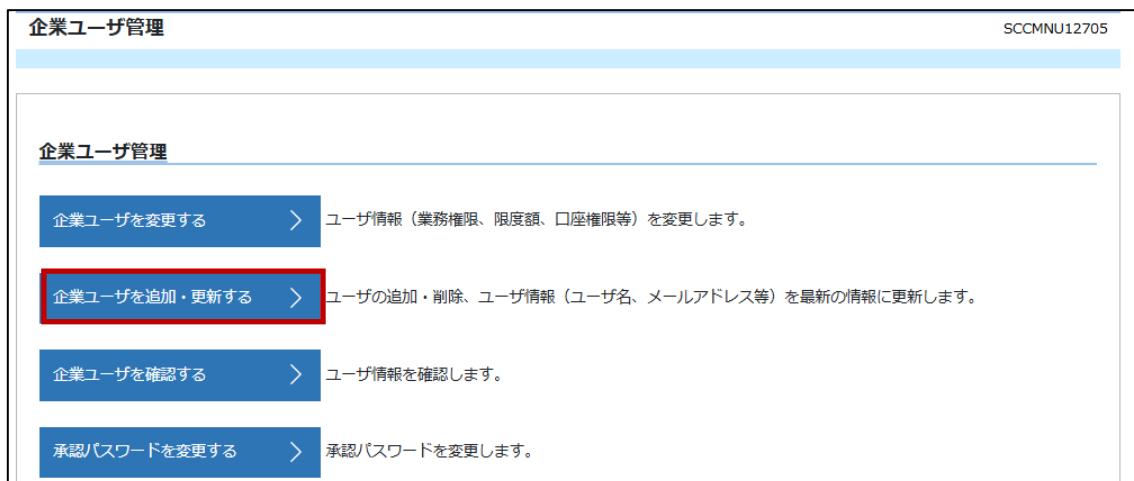 企業ユーザ管理
SCCMNU12705
企業ユーザ管理
企業ユーザを変更する
ユーザ情報（業務権限、限度額、口座権限等）を変更します。
企業ユーザを追加・更新する
ユーザの追加・削除、ユーザ情報（ユーザ名、メールアドレス等）を最新の情報に更新します。
企業ユーザを確認する
ユーザ情報を確認します。
承認パスワードを変更する
承認パスワードを変更します。